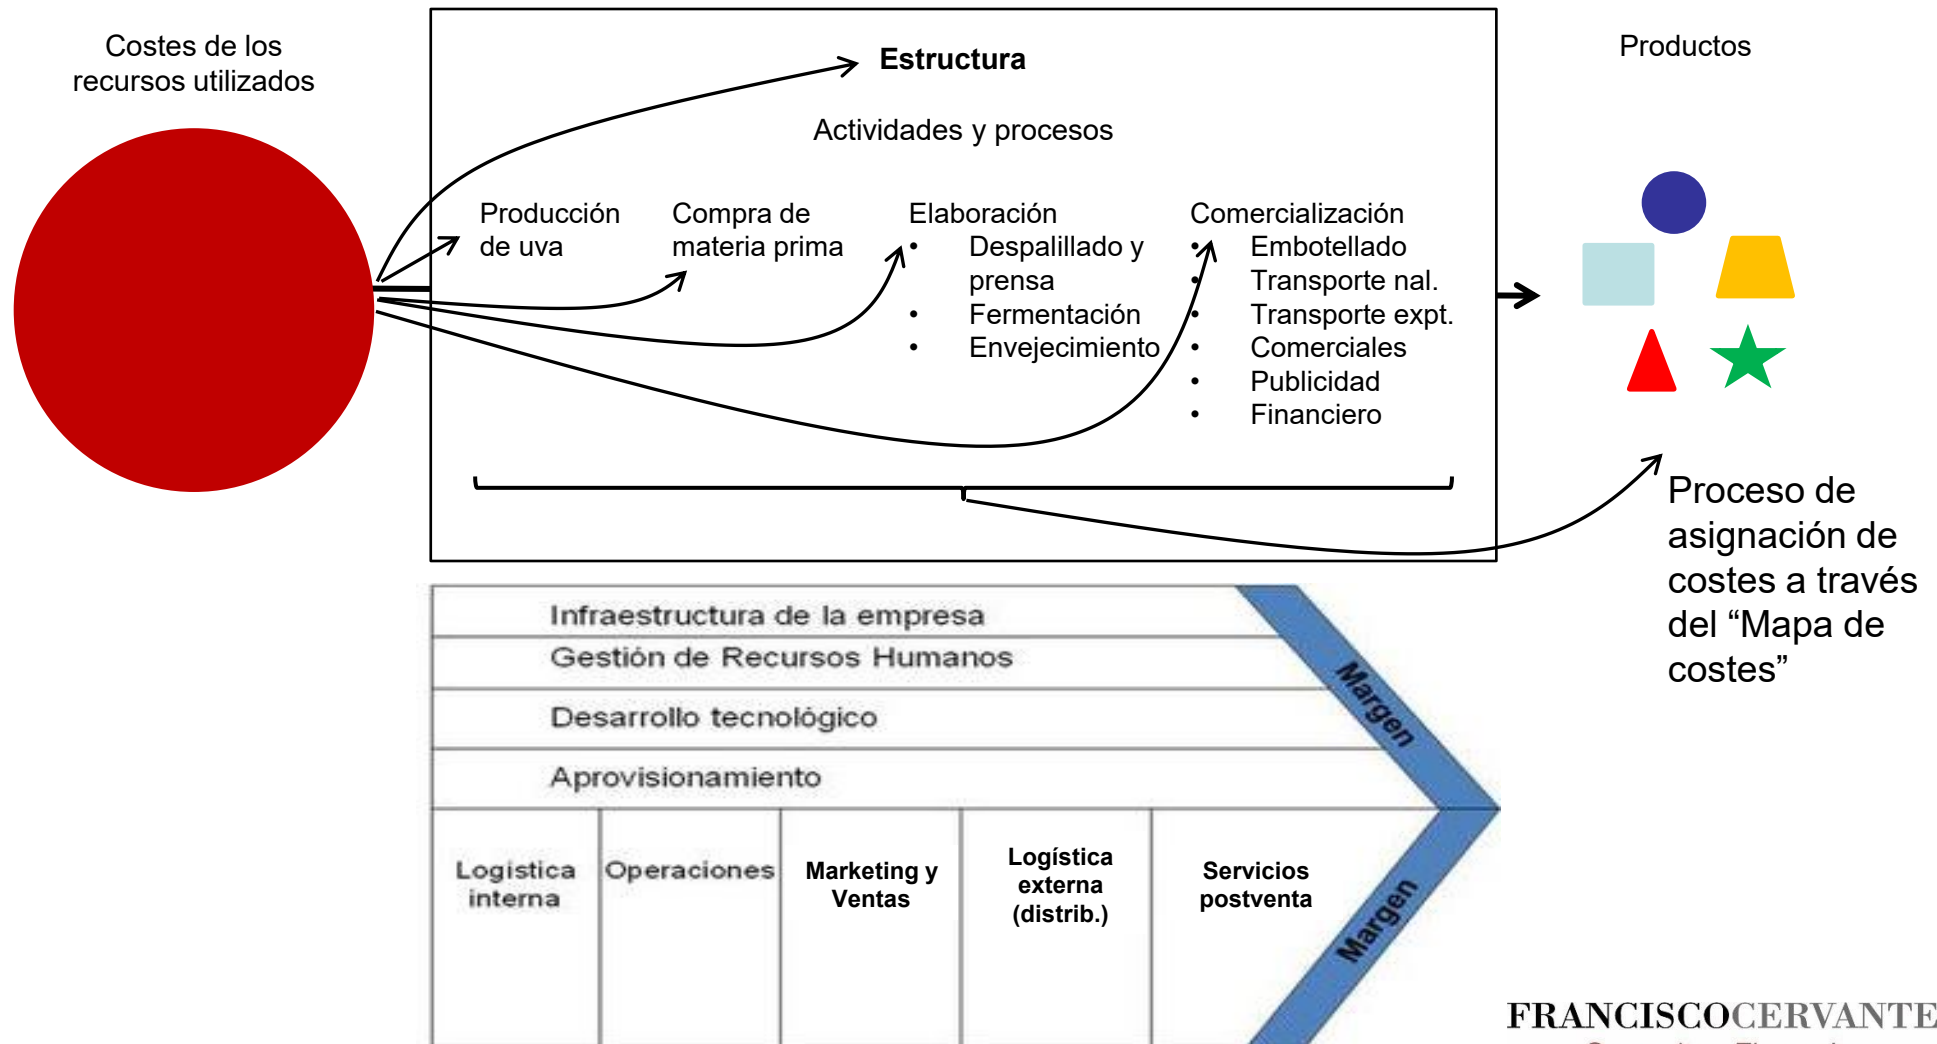 Costes de los
recursos utilizados
Estructura
Productos
Actividades y procesos
Producción
de uva
Compra de
materia prima
Elaboración
• Despalillado y
prensa
• Fermentación
• Envejecimiento
Comercialización
• Embotellado
• Transporte nal.
• Transporte expt.
• Comerciales
• Publicidad
• Financiero
Proceso de
asignación de
costes a través
del “Mapa de
costes”
Infraestructura de la empresa
Gestión de Recursos Humanos
Desarrollo tecnológico
Aprovisionamiento
Margen
Logística
interna
Operaciones
Marketing y
Ventas
Logística
externa
(distrib.)
Servicios
postventa
Margen
FRANCISCOCERVANTE